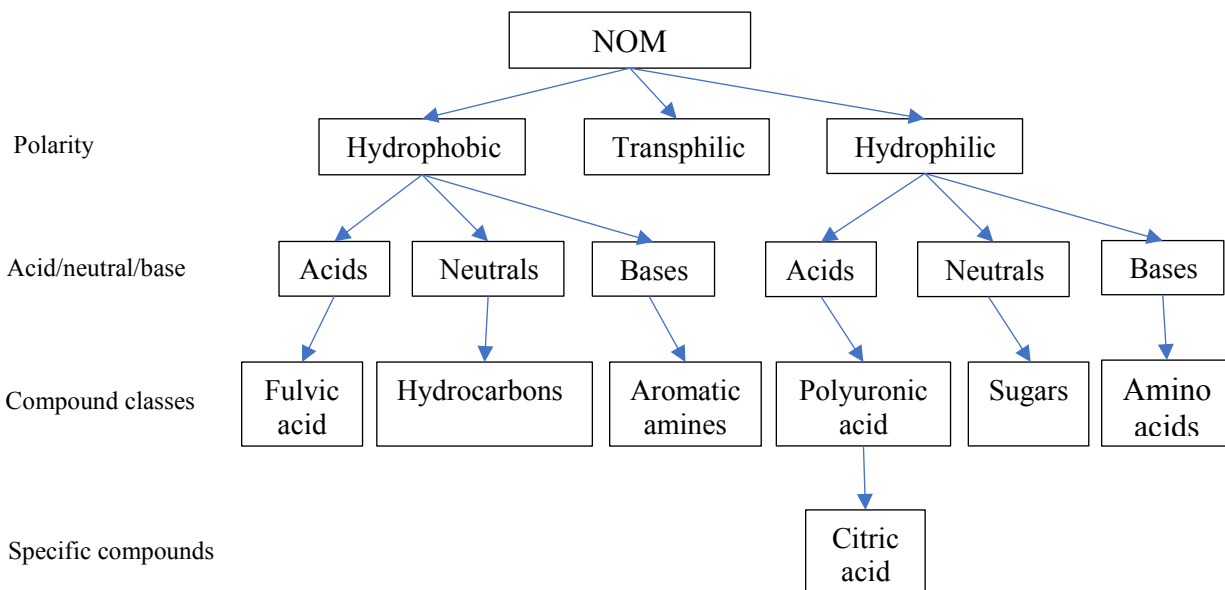 NOM
Polarity
Hydrophobic
Transphilic
Hydrophilic
Acid/neutral/base
Acids
Neutrals
Bases
Acids
Neutrals
Bases
Compound classes
Fulvic
acid
Hydrocarbons
Aromatic
amines
Polyuronic
acid
Sugars
Amino
acids
Specific compounds
Citric
acid